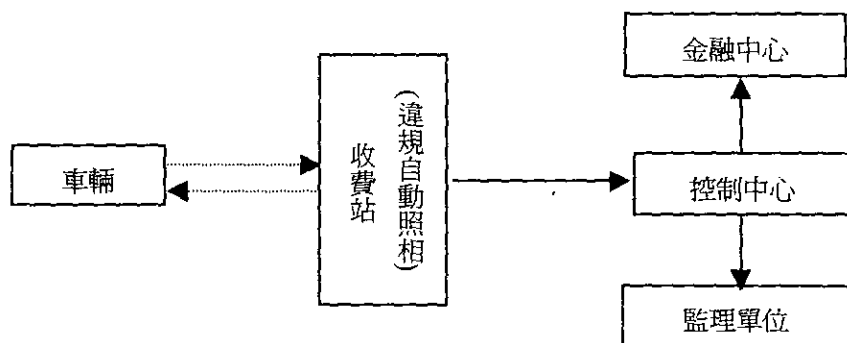 車輛
收費站
(違規自動照相)
金融中心
控制中心
監理單位